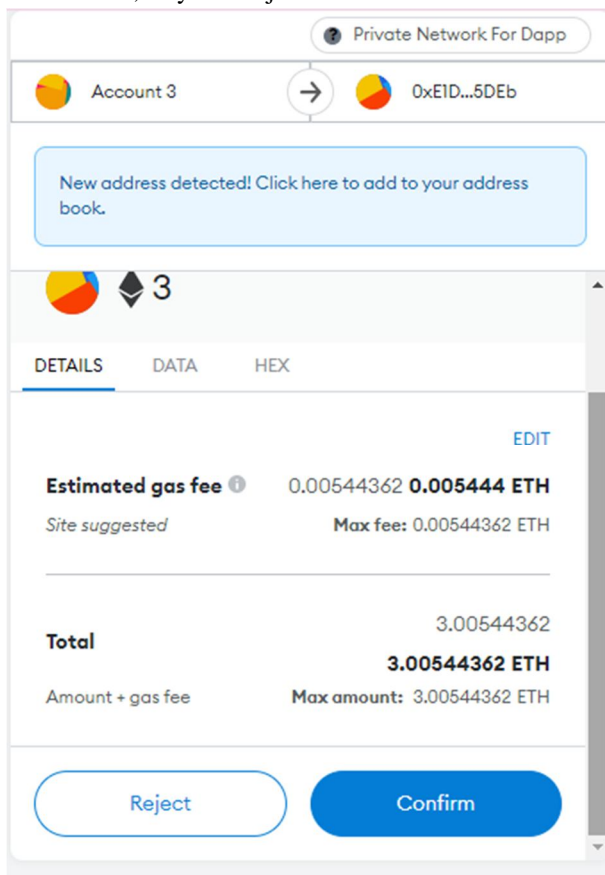 Private Network For Dapp
Account 3
0xE1D...5DEb
New address detected! Click here to add to your address
book.
3
DETAILS DATA HEX
EDIT
Estimated gas fee 0.00544362 0.005444 ETH
Site suggested Max fee: 0.00544362 ETH
3.00544362
Total
3.00544362 ETH
Amount + gas fee Max amount: 3.00544362 ETH
Reject Confirm